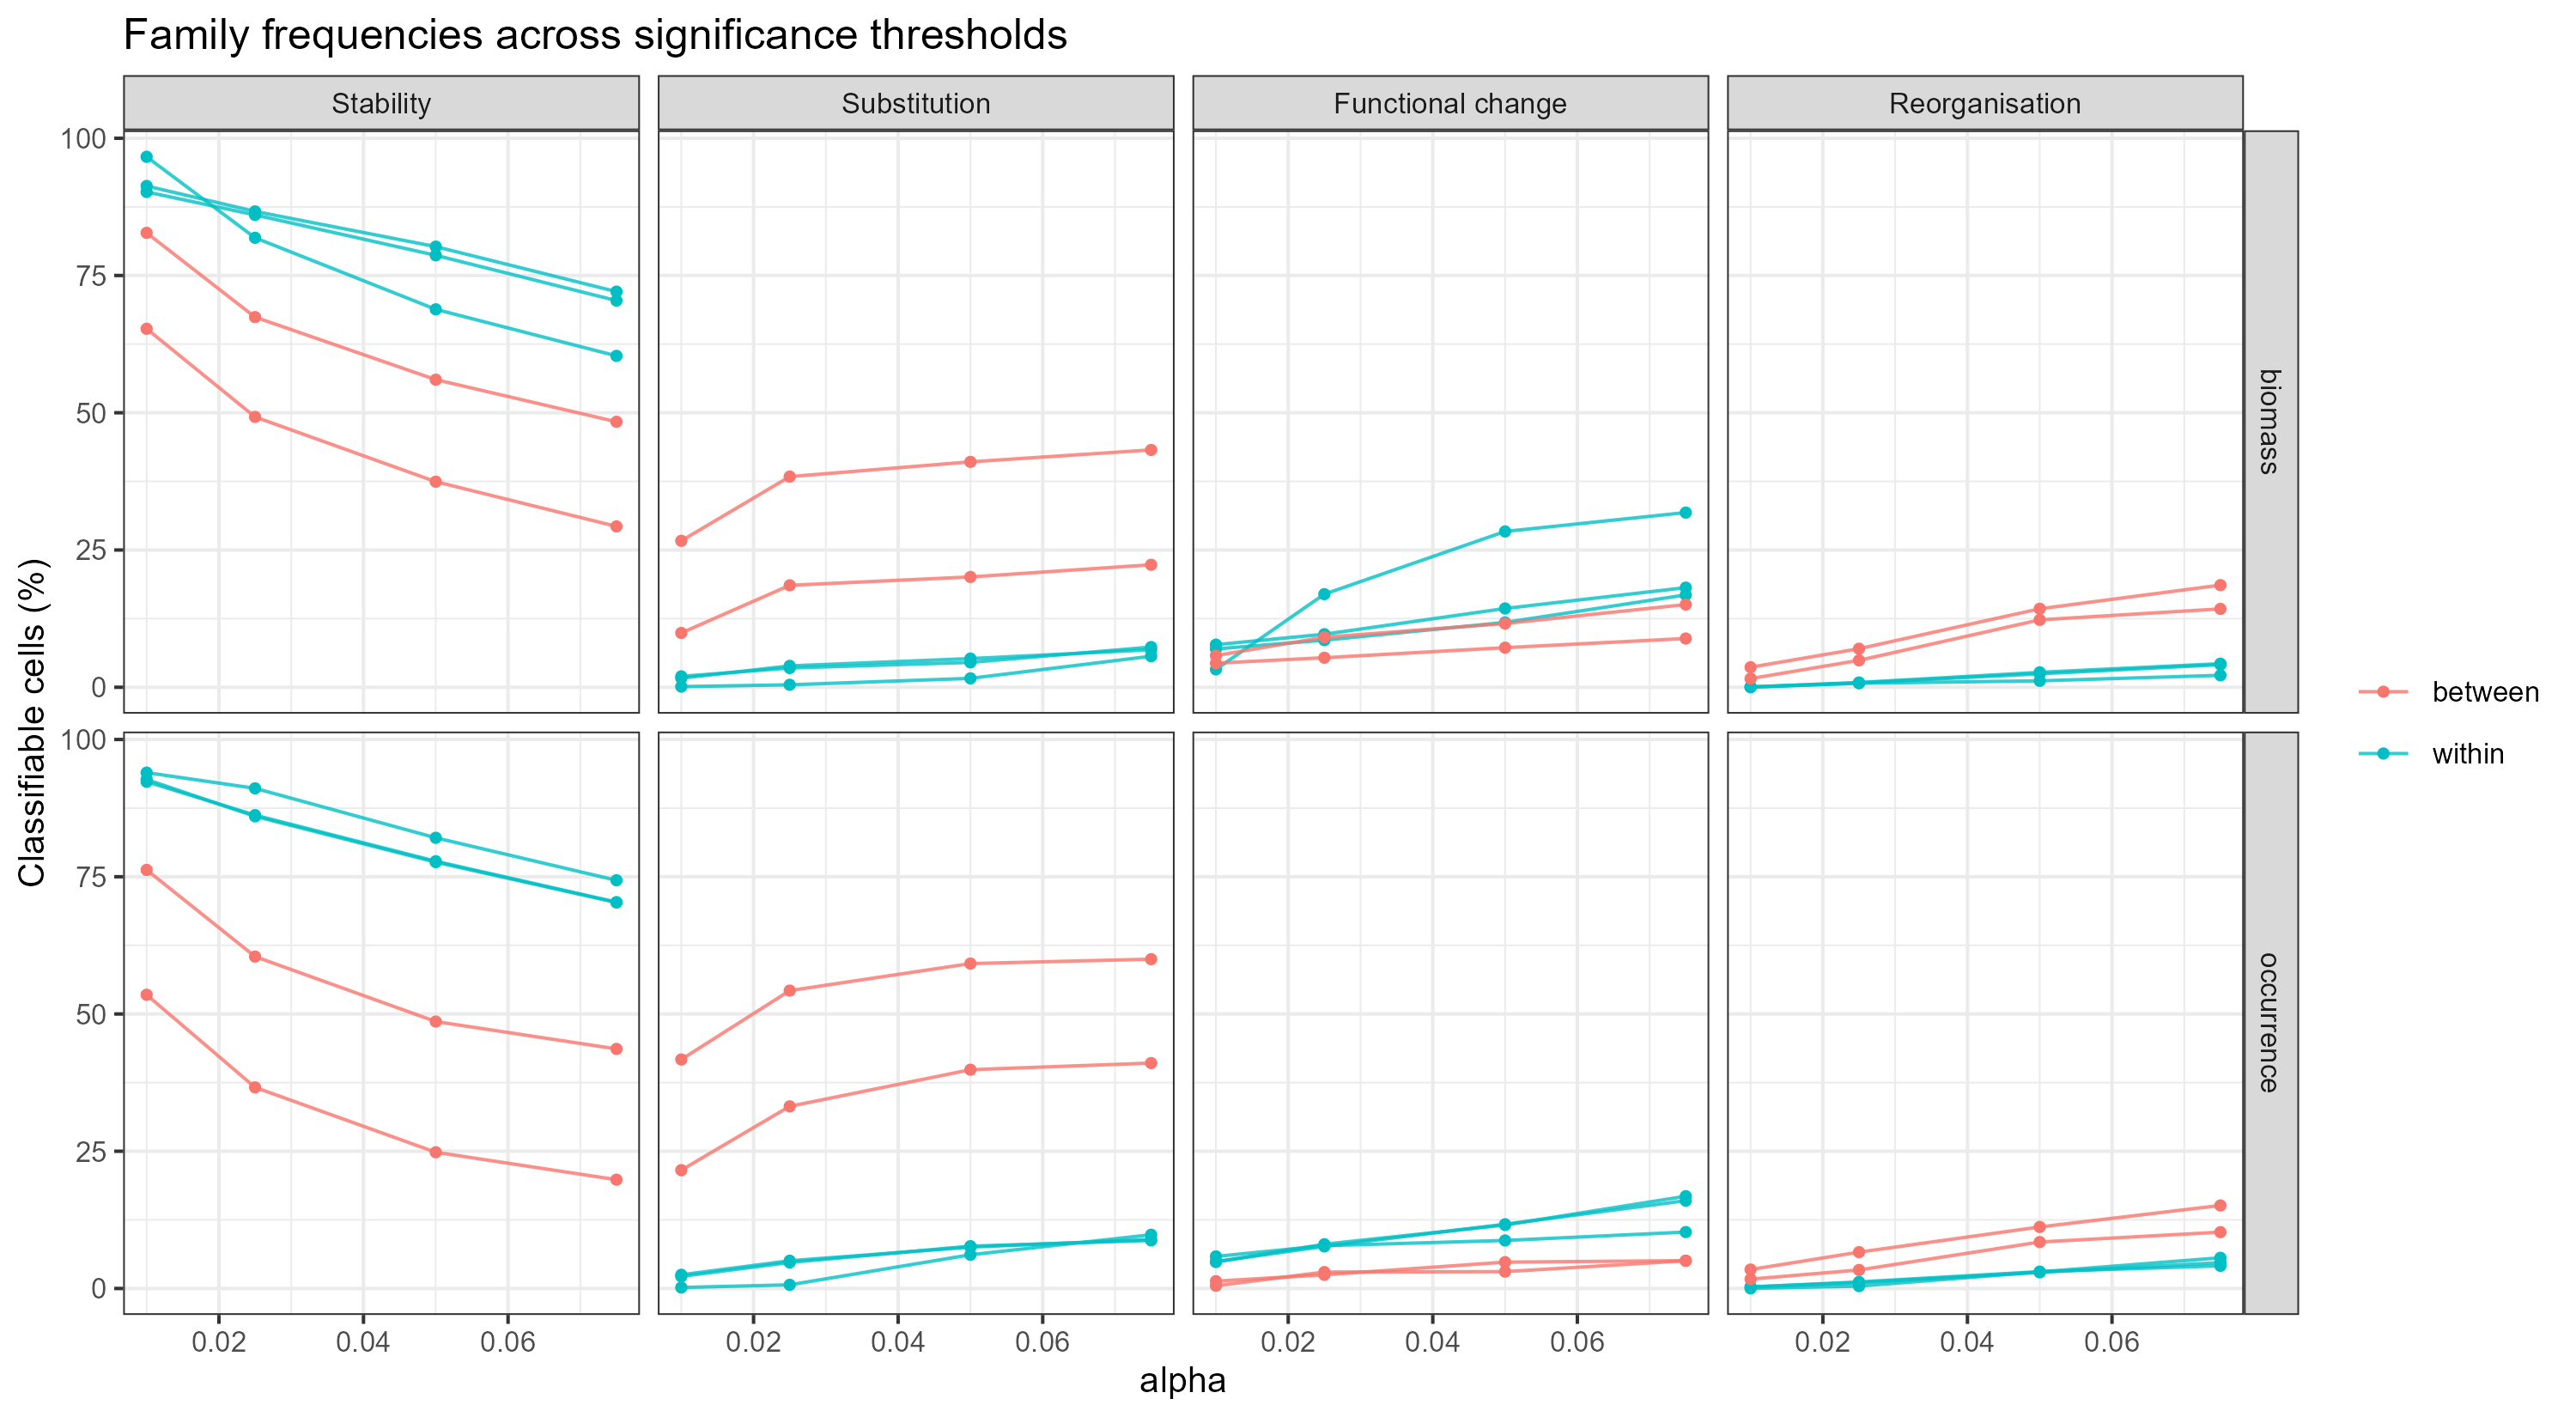 Family frequencies across significance thresholds
Stability
Substitution
Functional change
Reorganisation
100
75
50
25
0
biomass
100
75
50
25
0
occurrence
Classifiable cells (%)
0.02
0.04
0.06
0.02
0.04
0.06
0.02
0.04
0.06
0.02
0.04
0.06
alpha
between
within